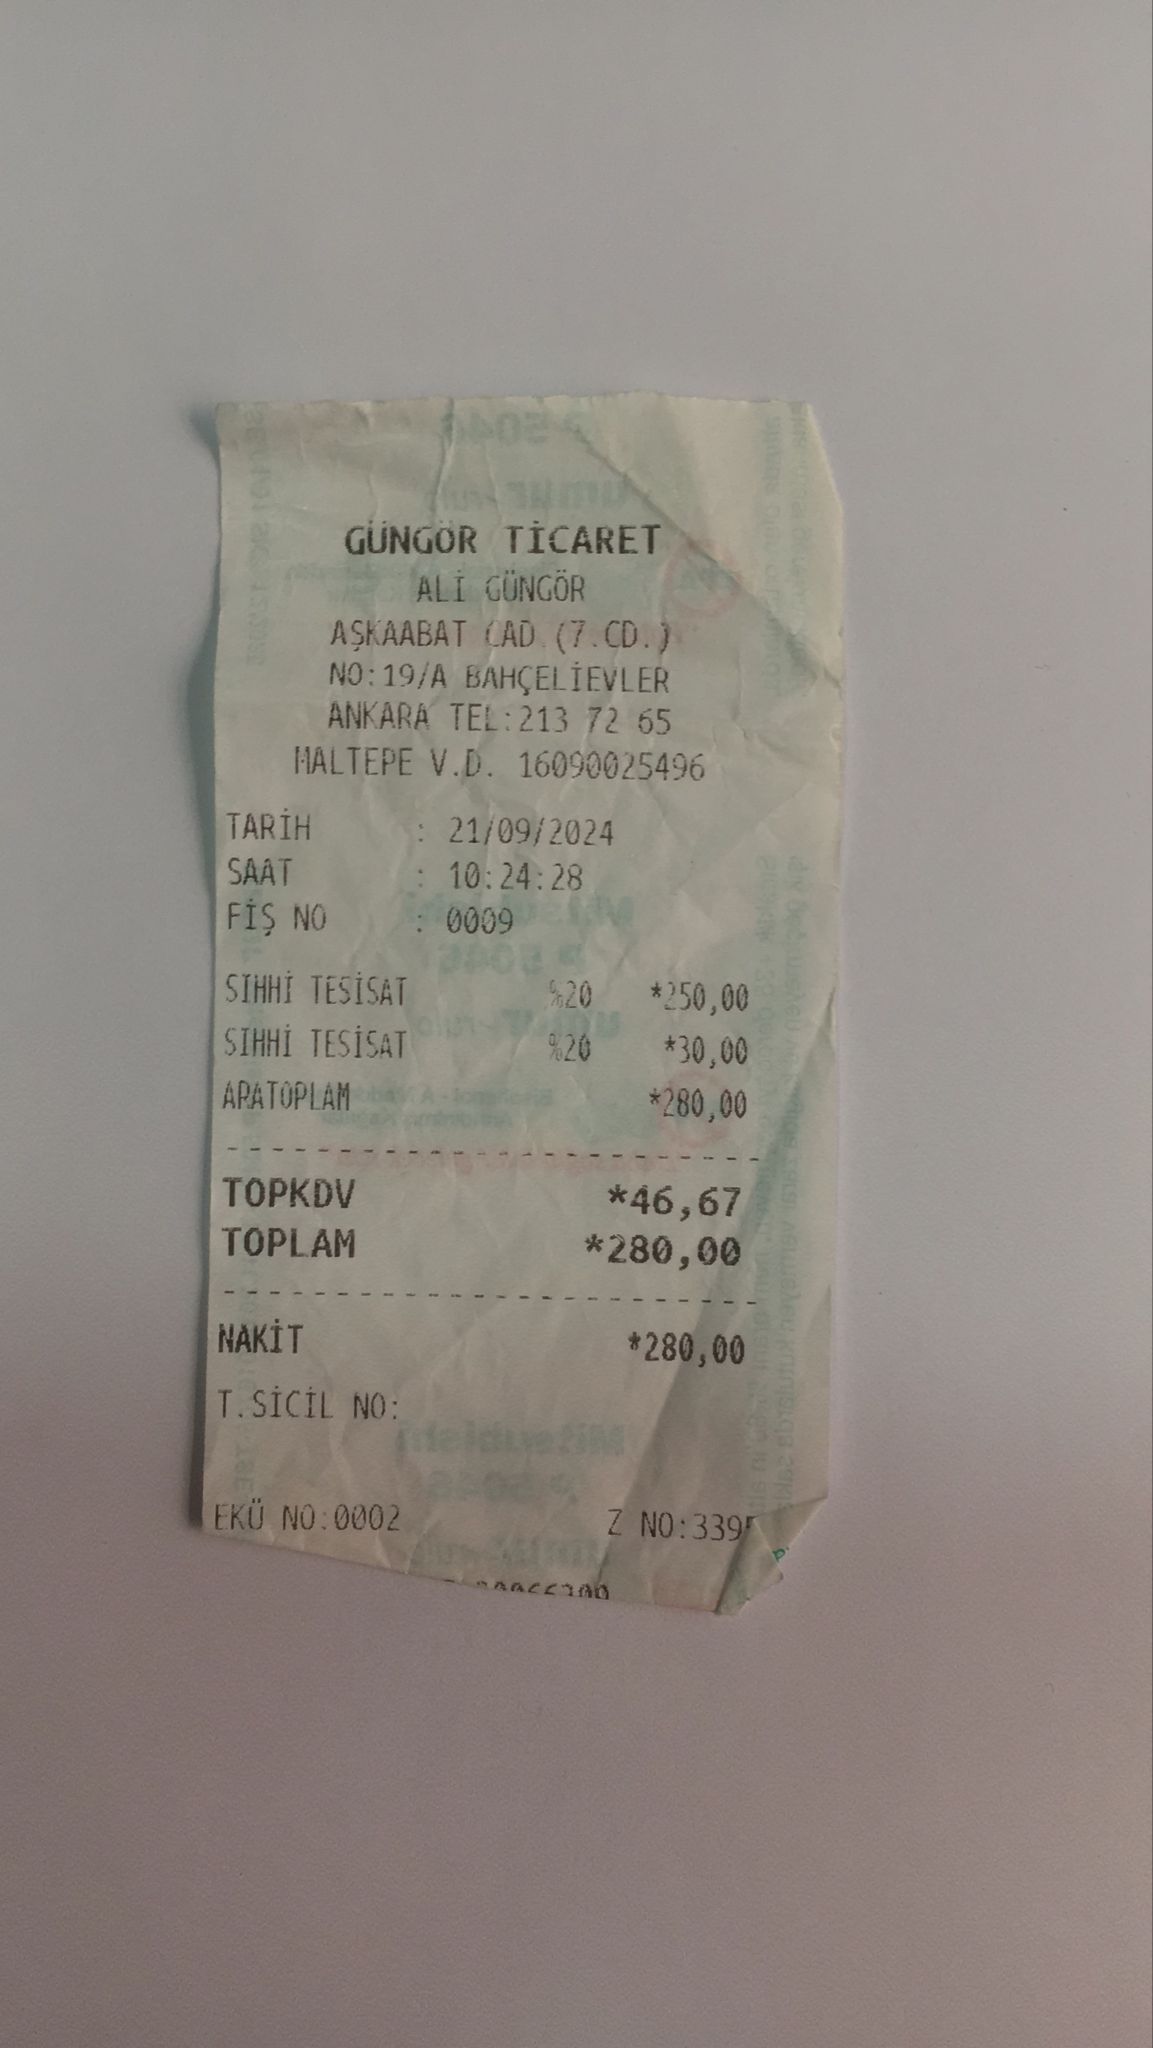 GÜNGÖR TİCARET
ALİ GÜNGÖR
AŞKAABAT CAD.(7.CD.)
NO:19/A BAHÇELİEVLER
ANKARA TEL:213 72 65
MALTEPE V.D. 16090025496
TARİH : 21/09/2024
SAAT : 10:24:28
FİŞ NO : 0009
SIHHİ TESİSAT %20 *250,00
SIHHİ TESİSAT %20 *30,00
ARATOPLAM *280,00
TOPKDV *46,67
TOPLAM *280,00
NAKİT *280,00
T.SİCİL NO:
EKÜ NO:0002 Z NO:339